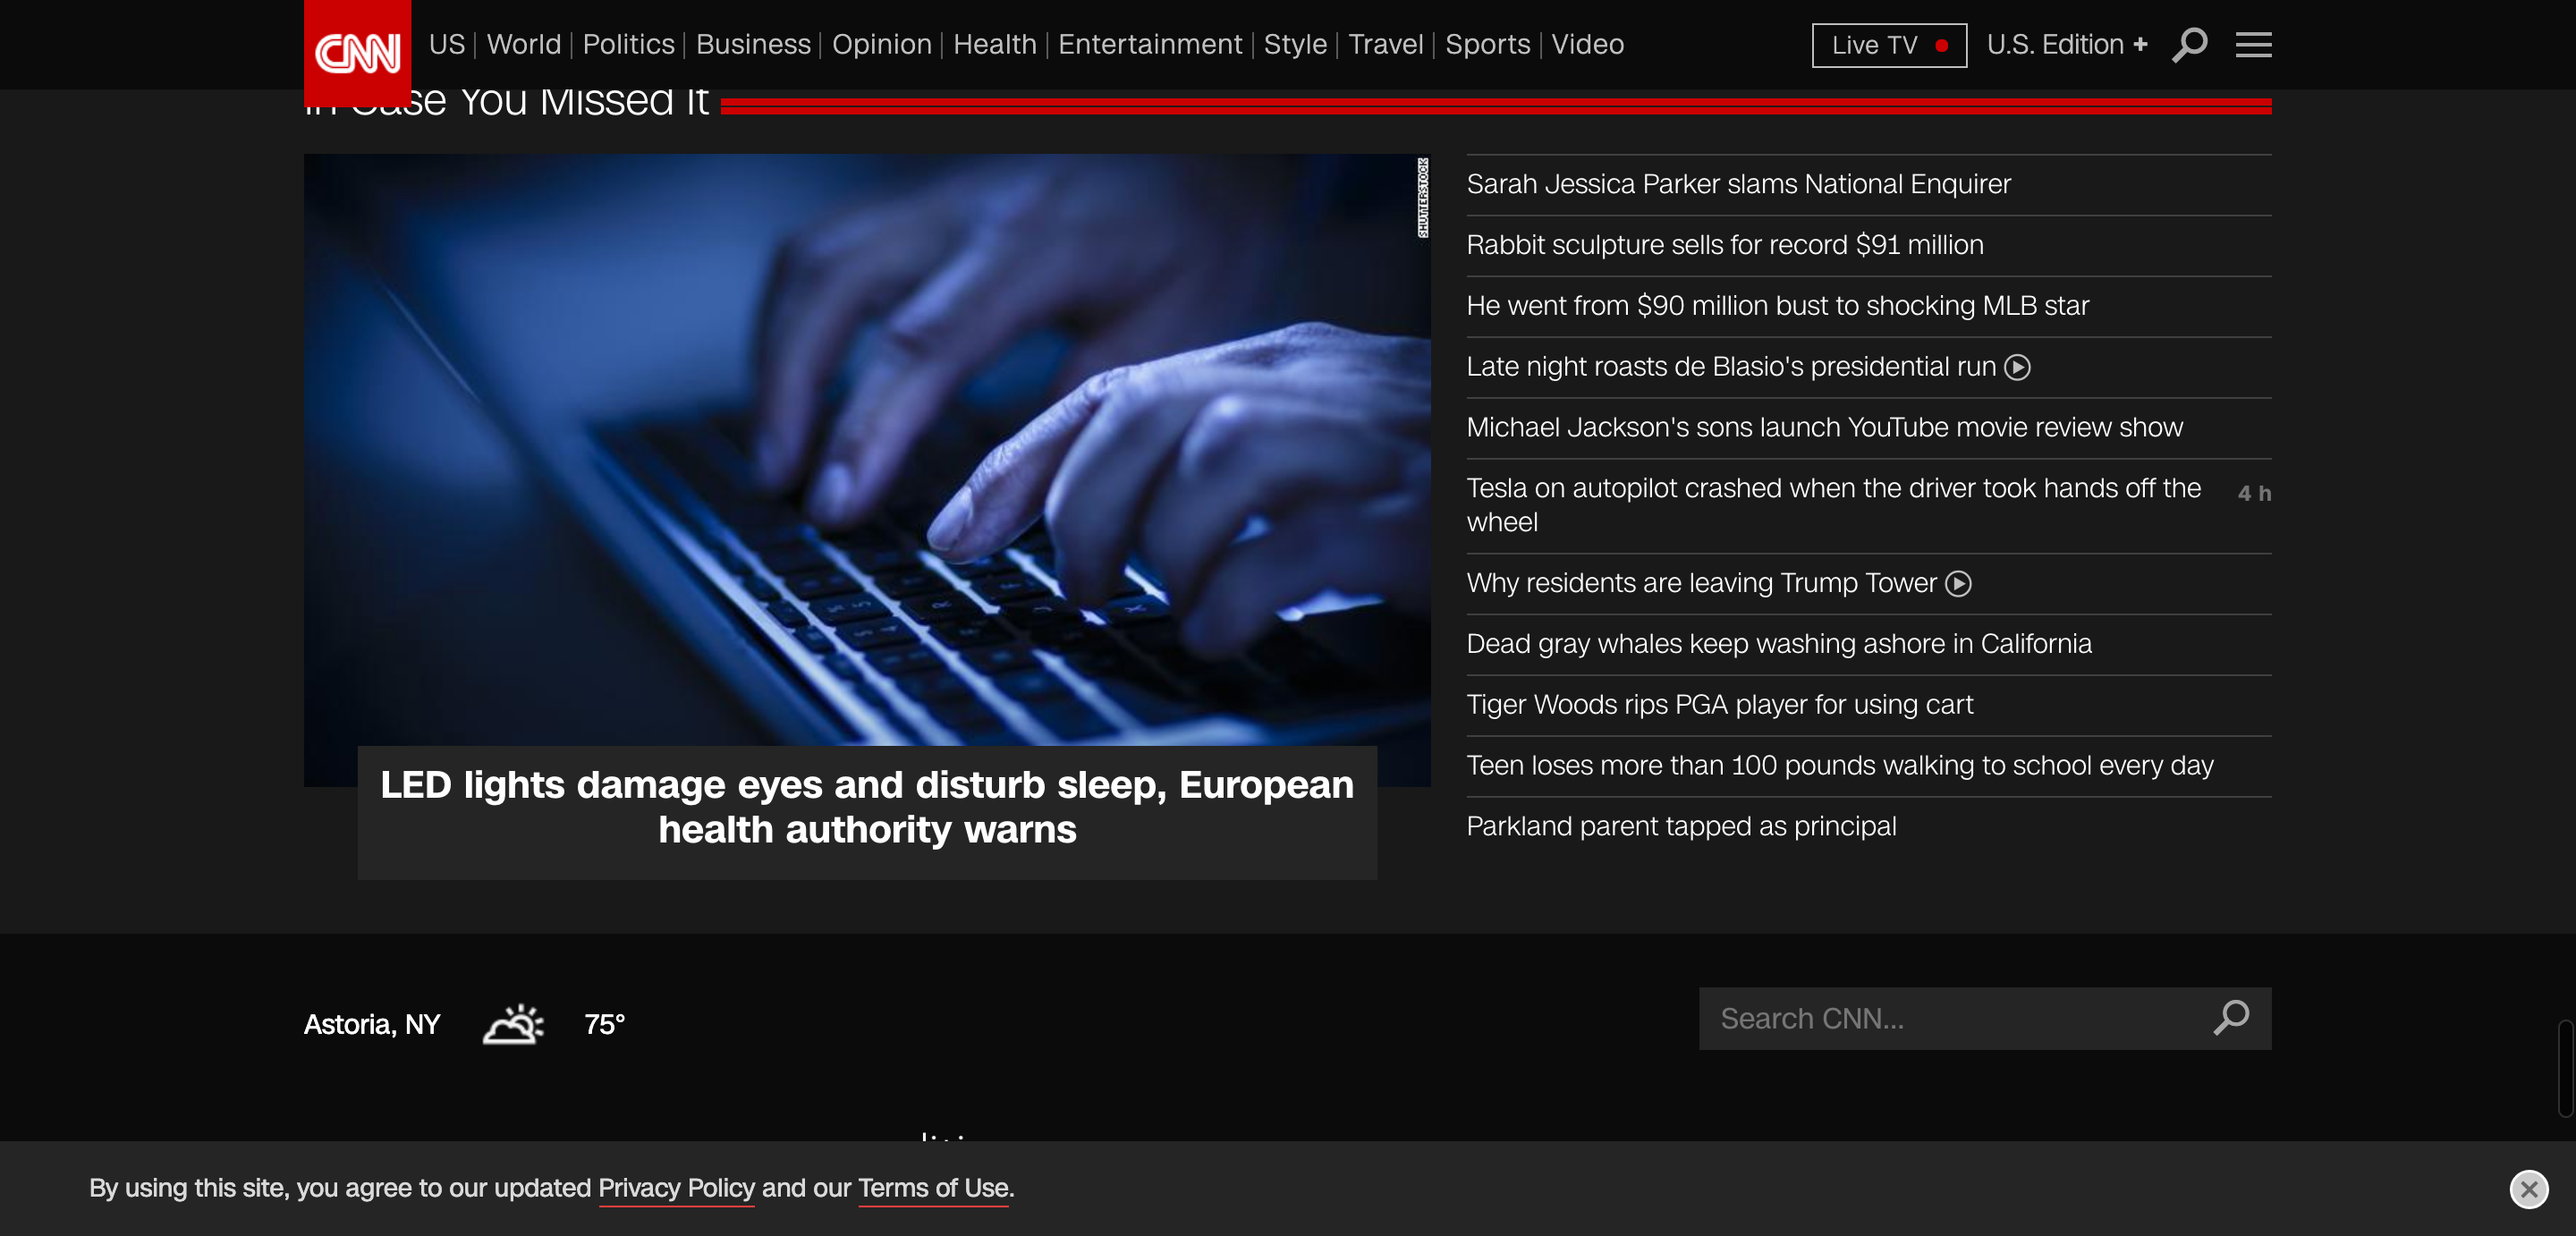 CNN
US
World
Politics
Business
Opinion
Health
Entertainment
Style
Travel
Sports
Video
Live TV
U.S. Edition +
In Case You Missed It
SHUTTERSTOCK
LED lights damage eyes and disturb sleep, European
health authority warns
Sarah Jessica Parker slams National Enquirer
Rabbit sculpture sells for record $91 million
He went from $90 million bust to shocking MLB star
Late night roasts de Blasio's presidential run
Michael Jackson's sons launch YouTube movie review show
Tesla on autopilot crashed when the driver took hands off the
wheel
4 h
Why residents are leaving Trump Tower
Dead gray whales keep washing ashore in California
Tiger Woods rips PGA player for using cart
Teen loses more than 100 pounds walking to school every day
Parkland parent tapped as principal
Astoria, NY
75°
Search CNN...
By using this site, you agree to our updated Privacy Policy and our Terms of Use.